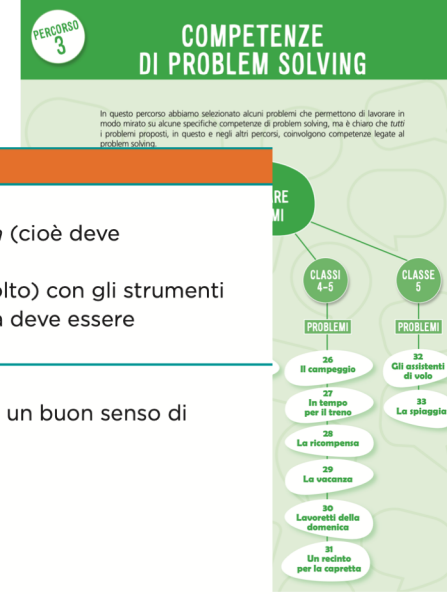 PERCORSO
3
COMPETENZE
DI PROBLEM SOLVING
In questo percorso abbiamo selezionato alcuni problemi che permettono di lavorare in
modo mirato su alcune specifiche competenze di problem solving, ma è chiaro che tutti
i problemi proposti, in questo e negli altri percorsi, coinvolgono competenze legate al
problem solving.
(cioè deve
olto) con gli strumenti
deve essere
un buon senso di
RE
MI
CLASSI
4-5
PROBLEMI
26
Il campeggio
27
In tempo
per il treno
28
La ricompensa
29
La vacanza
30
Lavoretti della
domenica
31
Un recinto
per la capretta
CLASSE
5
PROBLEMI
32
Gli assistenti
di volo
33
La spiaggia